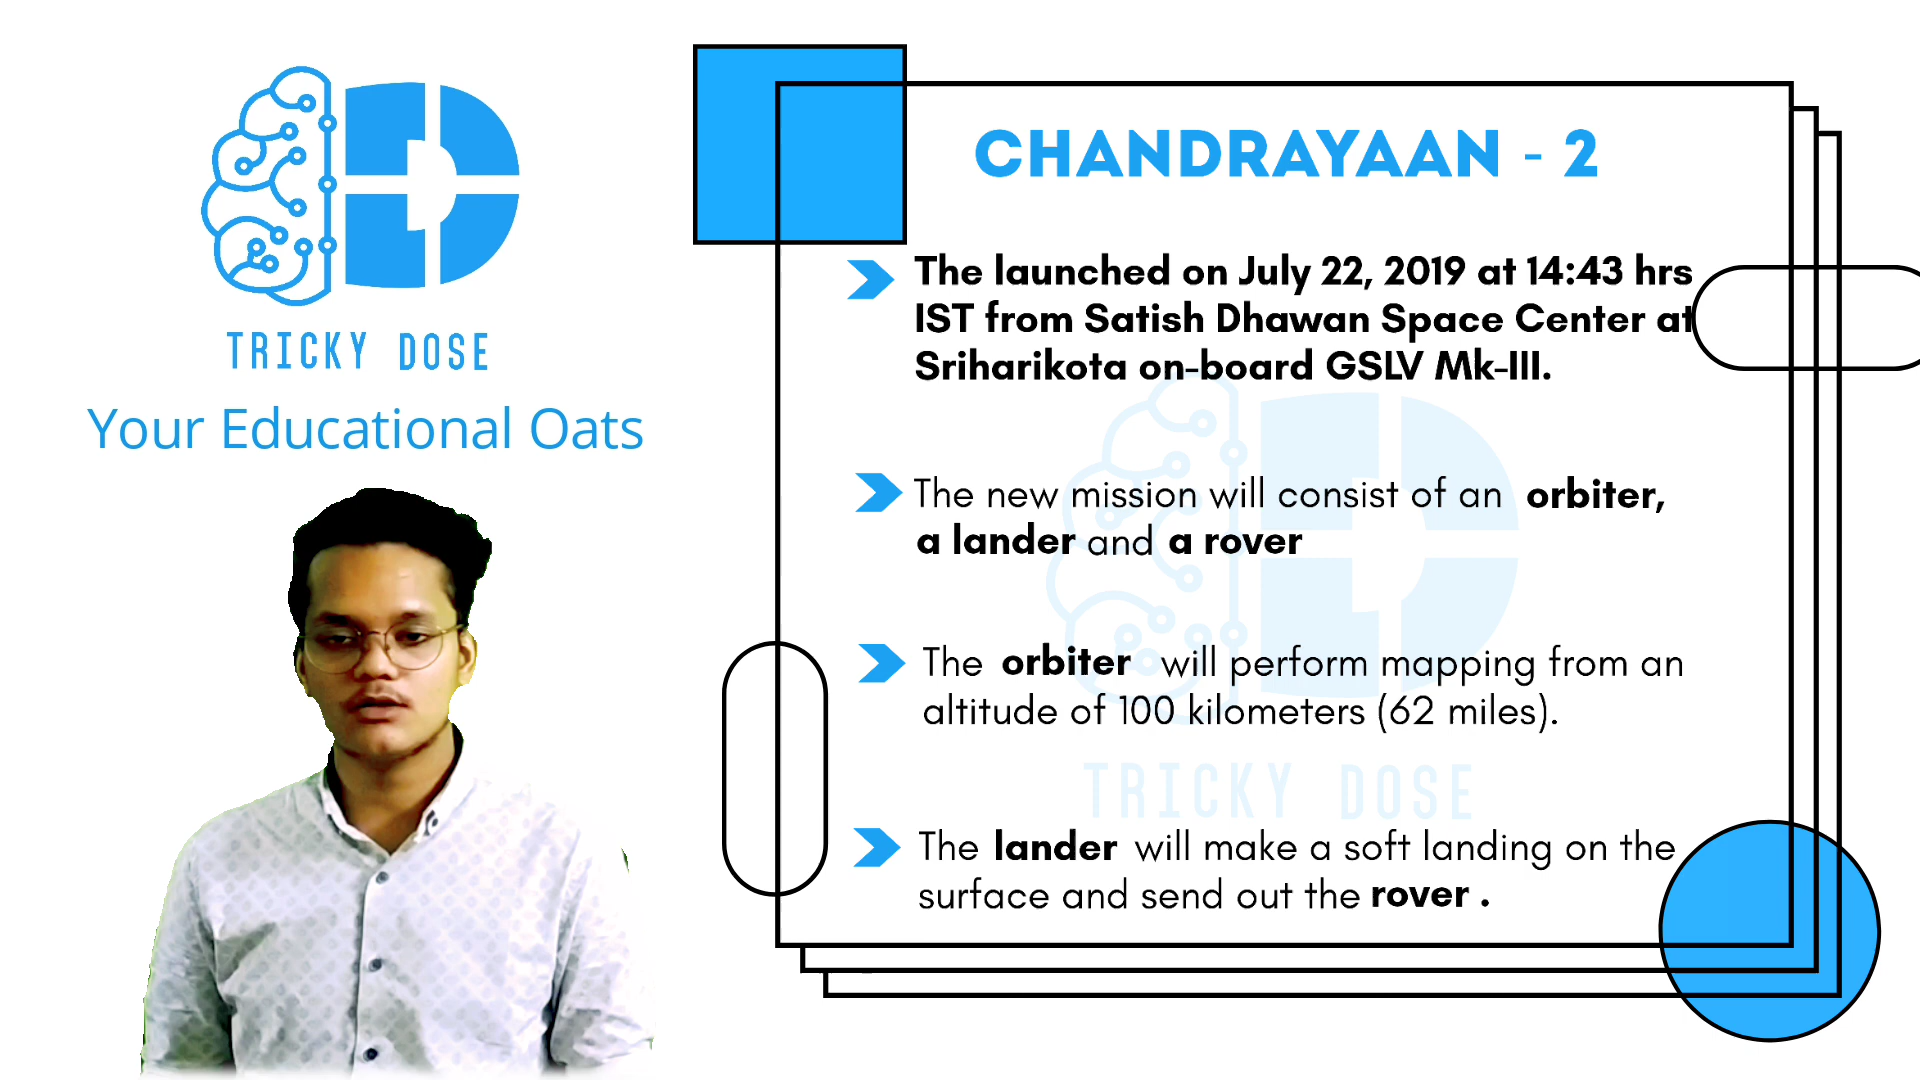 TRICKY DOSE
Your Educational Oats
CHANDRAYAAN - 2
The launched on July 22, 2019 at 14:43 hrs
IST from Satish Dhawan Space Center at
Sriharikota on-board GSLV Mk-III.
The new mission will consist of an orbiter,
a lander and a rover
The orbiter will perform mapping from an
altitude of 100 kilometers (62 miles).
TRICKY DOSE
The lander will make a soft landing on the
surface and send out the rover .